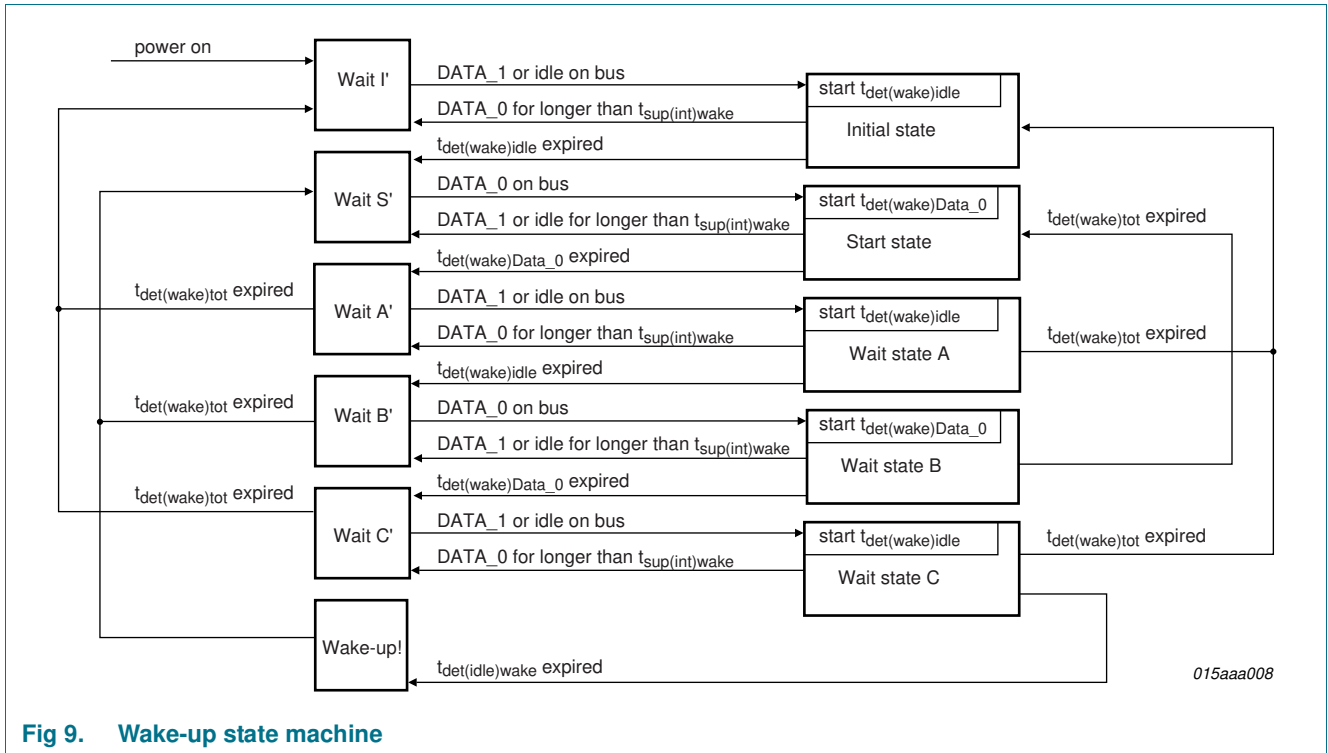 power on
Wait I'
DATA_1 or idle on bus
start tdet(wake)idle
DATA_0 for longer than tsup(int)wake
Initial state
tdet(wake)idle expired
Wait S'
DATA_0 on bus
start tdet(wake)Data_0
DATA_1 or idle for longer than tsup(int)wake
Start state
tdet(wake)tot expired
tdet(wake)Data_0 expired
tdet(wake)tot expired
Wait A'
DATA_1 or idle on bus
start tdet(wake)idle
DATA_0 for longer than tsup(int)wake
Wait state A
tdet(wake)tot expired
tdet(wake)idle expired
tdet(wake)tot expired
Wait B'
DATA_0 on bus
start tdet(wake)Data_0
DATA_1 or idle for longer than tsup(int)wake
Wait state B
tdet(wake)Data_0 expired
tdet(wake)tot expired
Wait C'
DATA_1 or idle on bus
start tdet(wake)idle
tdet(wake)tot expired
DATA_0 for longer than tsup(int)wake
Wait state C
Wake-up!
tdet(idle)wake expired
015aaa008
Fig 9. Wake-up state machine